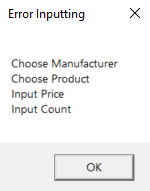 Error Inputting
Choose Manufacturer
Choose Product
Input Price
Input Count
OK